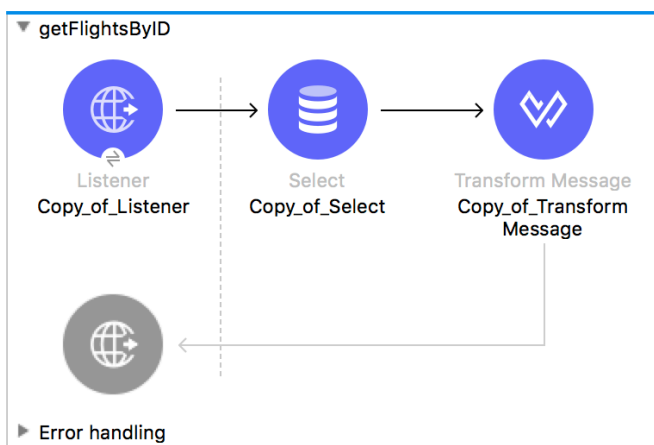 getFlightsByID
Listener
Copy_of_Listener
Select
Copy_of_Select
Transform Message
Copy_of_Transform
Message
Error handling